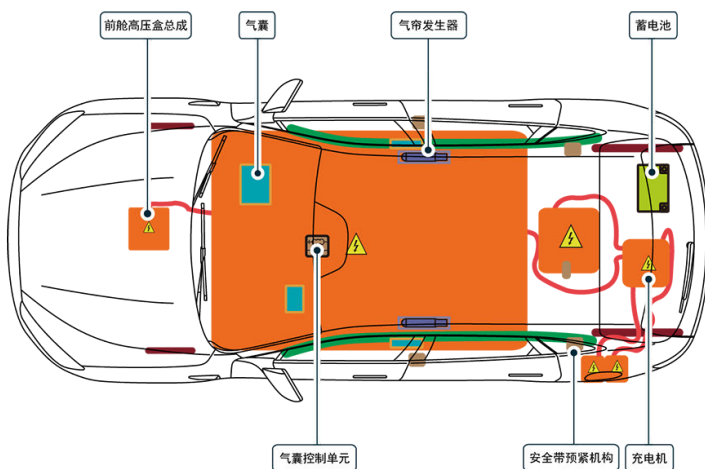 前舱高压盒总成
气囊
气帘发生器
蓄电池
气囊控制单元
安全带预紧机构
充电机